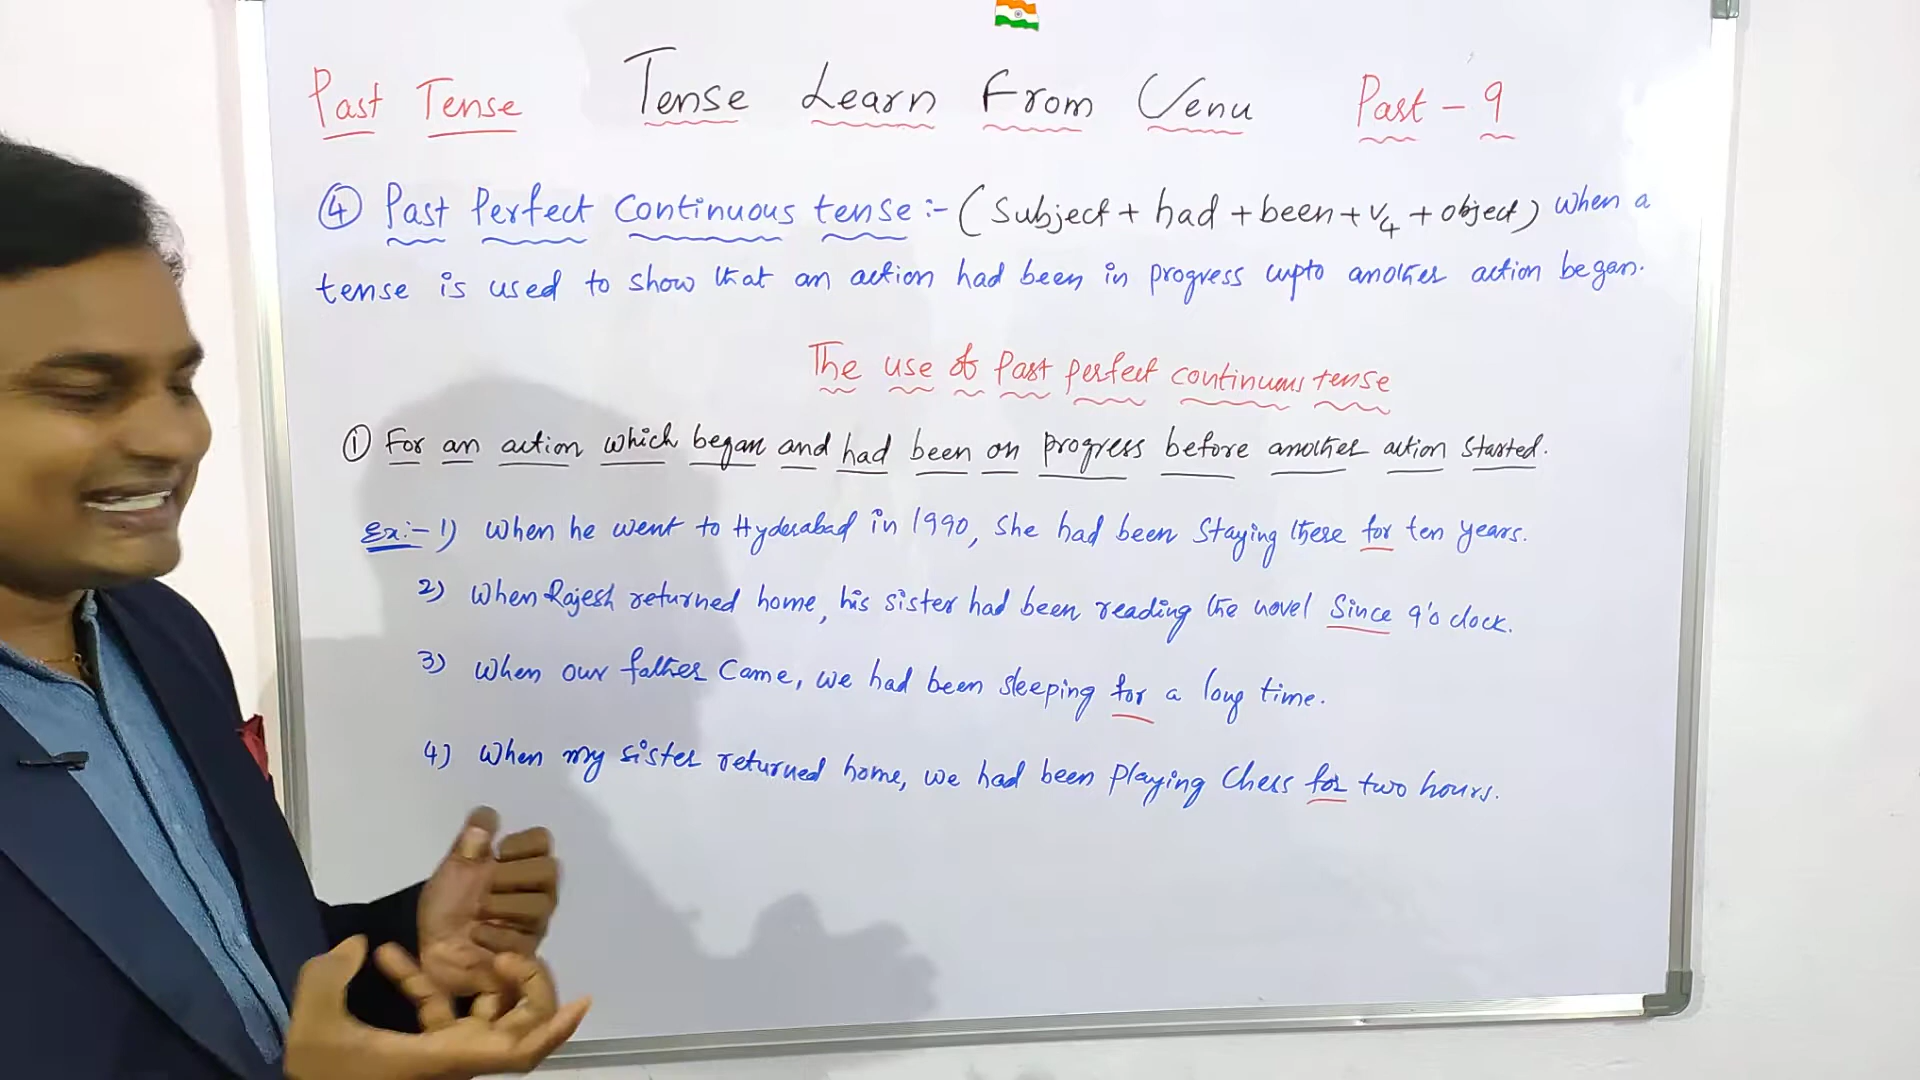 Past Tense Tense Learn From Venu Past - 9
④ Past Perfect Continuous tense :- ( Subject + had + been + V4 + object ) When a
tense is used to show that an action had been in progress upto another action began.
The use of Past perfect continuous tense
① For an action which began and had been on progress before another action started.
Ex:- 1) When he went to Hyderabad in 1990, She had been Staying there for ten years.
2) When Rajesh returned home, his sister had been reading the novel Since 9'o clock.
3) When our father Came, we had been sleeping for a long time.
4) When my sister returned home, we had been Playing Chess for two hours.